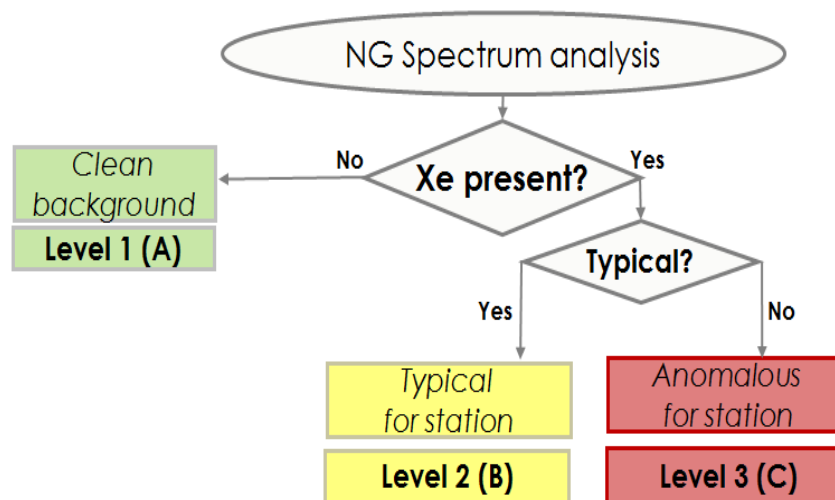 NG Spectrum analysis
No
Yes
Xe present?
Clean
background
Level 1 (A)
Typical?
Yes
No
Typical
for station
Level 2 (B)
Anomalous
for station
Level 3 (C)